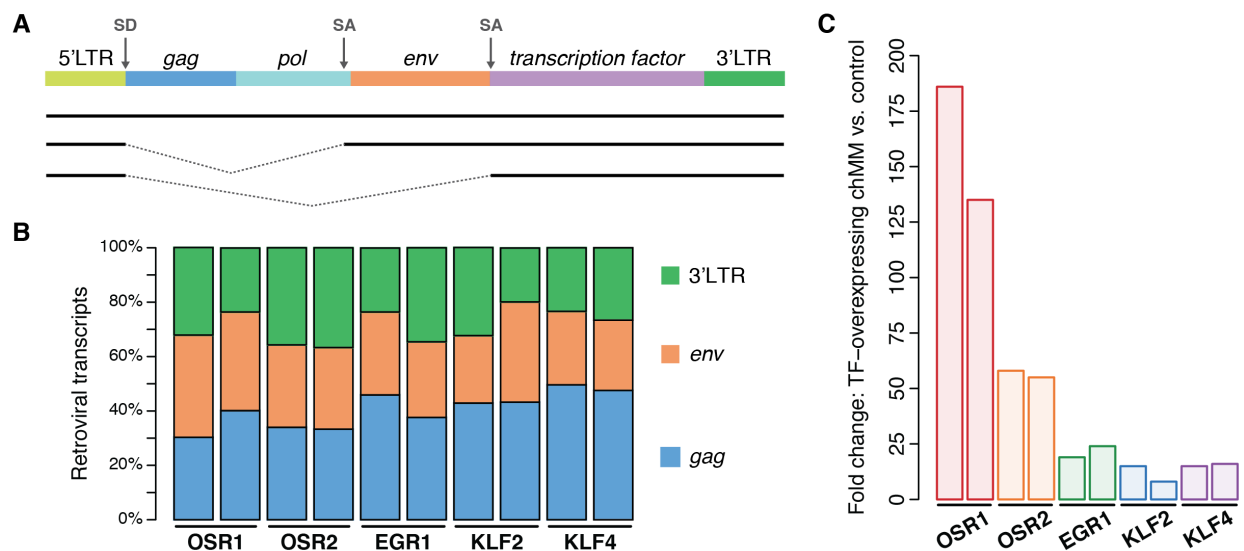 A
SD SA SA
5'LTR gag pol env transcription factor 3'LTR
B
Retroviral transcripts
100%
80%
60%
40%
20%
0%
OSR1 OSR2 EGR1 KLF2 KLF4
3'LTR
env
gag
C
Fold change: TF−overexpressing chMM vs. control
200
175
150
125
100
75
50
25
0
OSR1 OSR2 EGR1 KLF2 KLF4